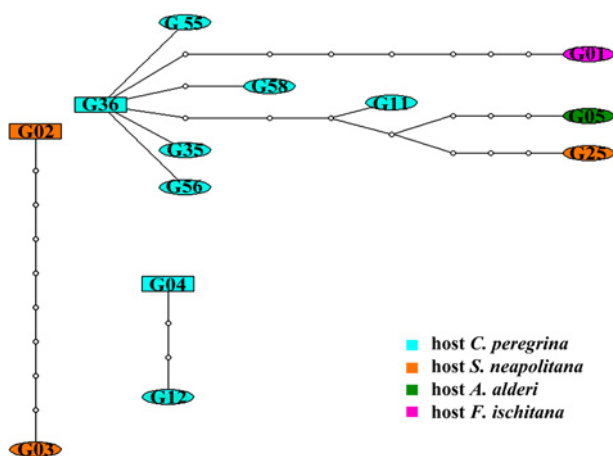 G 55
G01
G58
G36
G11
G05
G02
G35
G25
G56
G04
host C. peregrina
host S. neapolitana
G12
host A. alderi
host F. ischitana
G03